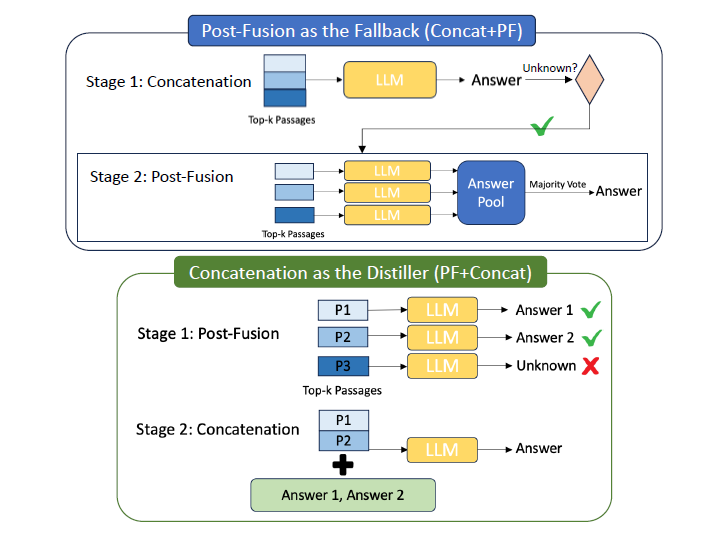 Post-Fusion as the Fallback (Concat+PF)
Stage 1: Concatenation
LLM
Answer
Unknown?
Top-k Passages
Stage 2: Post-Fusion
LLM
LLM
LLM
Answer
Pool
Majority Vote
Answer
Top-k Passages
Concatenation as the Distiller (PF+Concat)
Stage 1: Post-Fusion
P1
LLM
Answer 1
P2
LLM
Answer 2
P3
LLM
Unknown
Top-k Passages
Stage 2: Concatenation
P1
P2
LLM
Answer
Answer 1, Answer 2